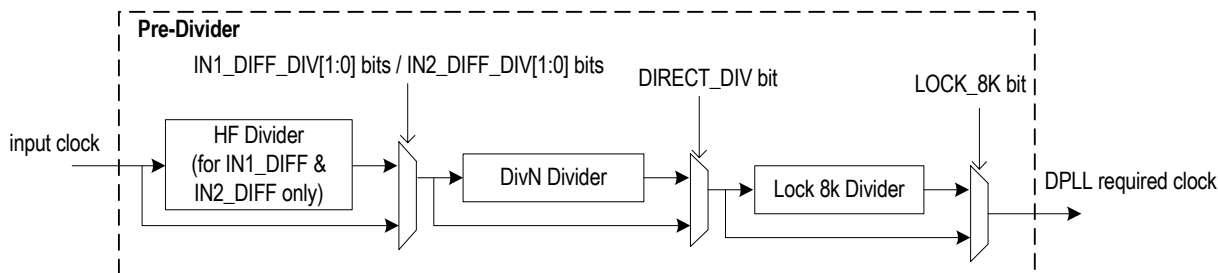 Pre-Divider
IN1_DIFF_DIV[1:0] bits / IN2_DIFF_DIV[1:0] bits
DIRECT_DIV bit
LOCK_8K bit
input clock
HF Divider
(for IN1_DIFF &
IN2_DIFF only)
DivN Divider
Lock 8k Divider
DPLL required clock